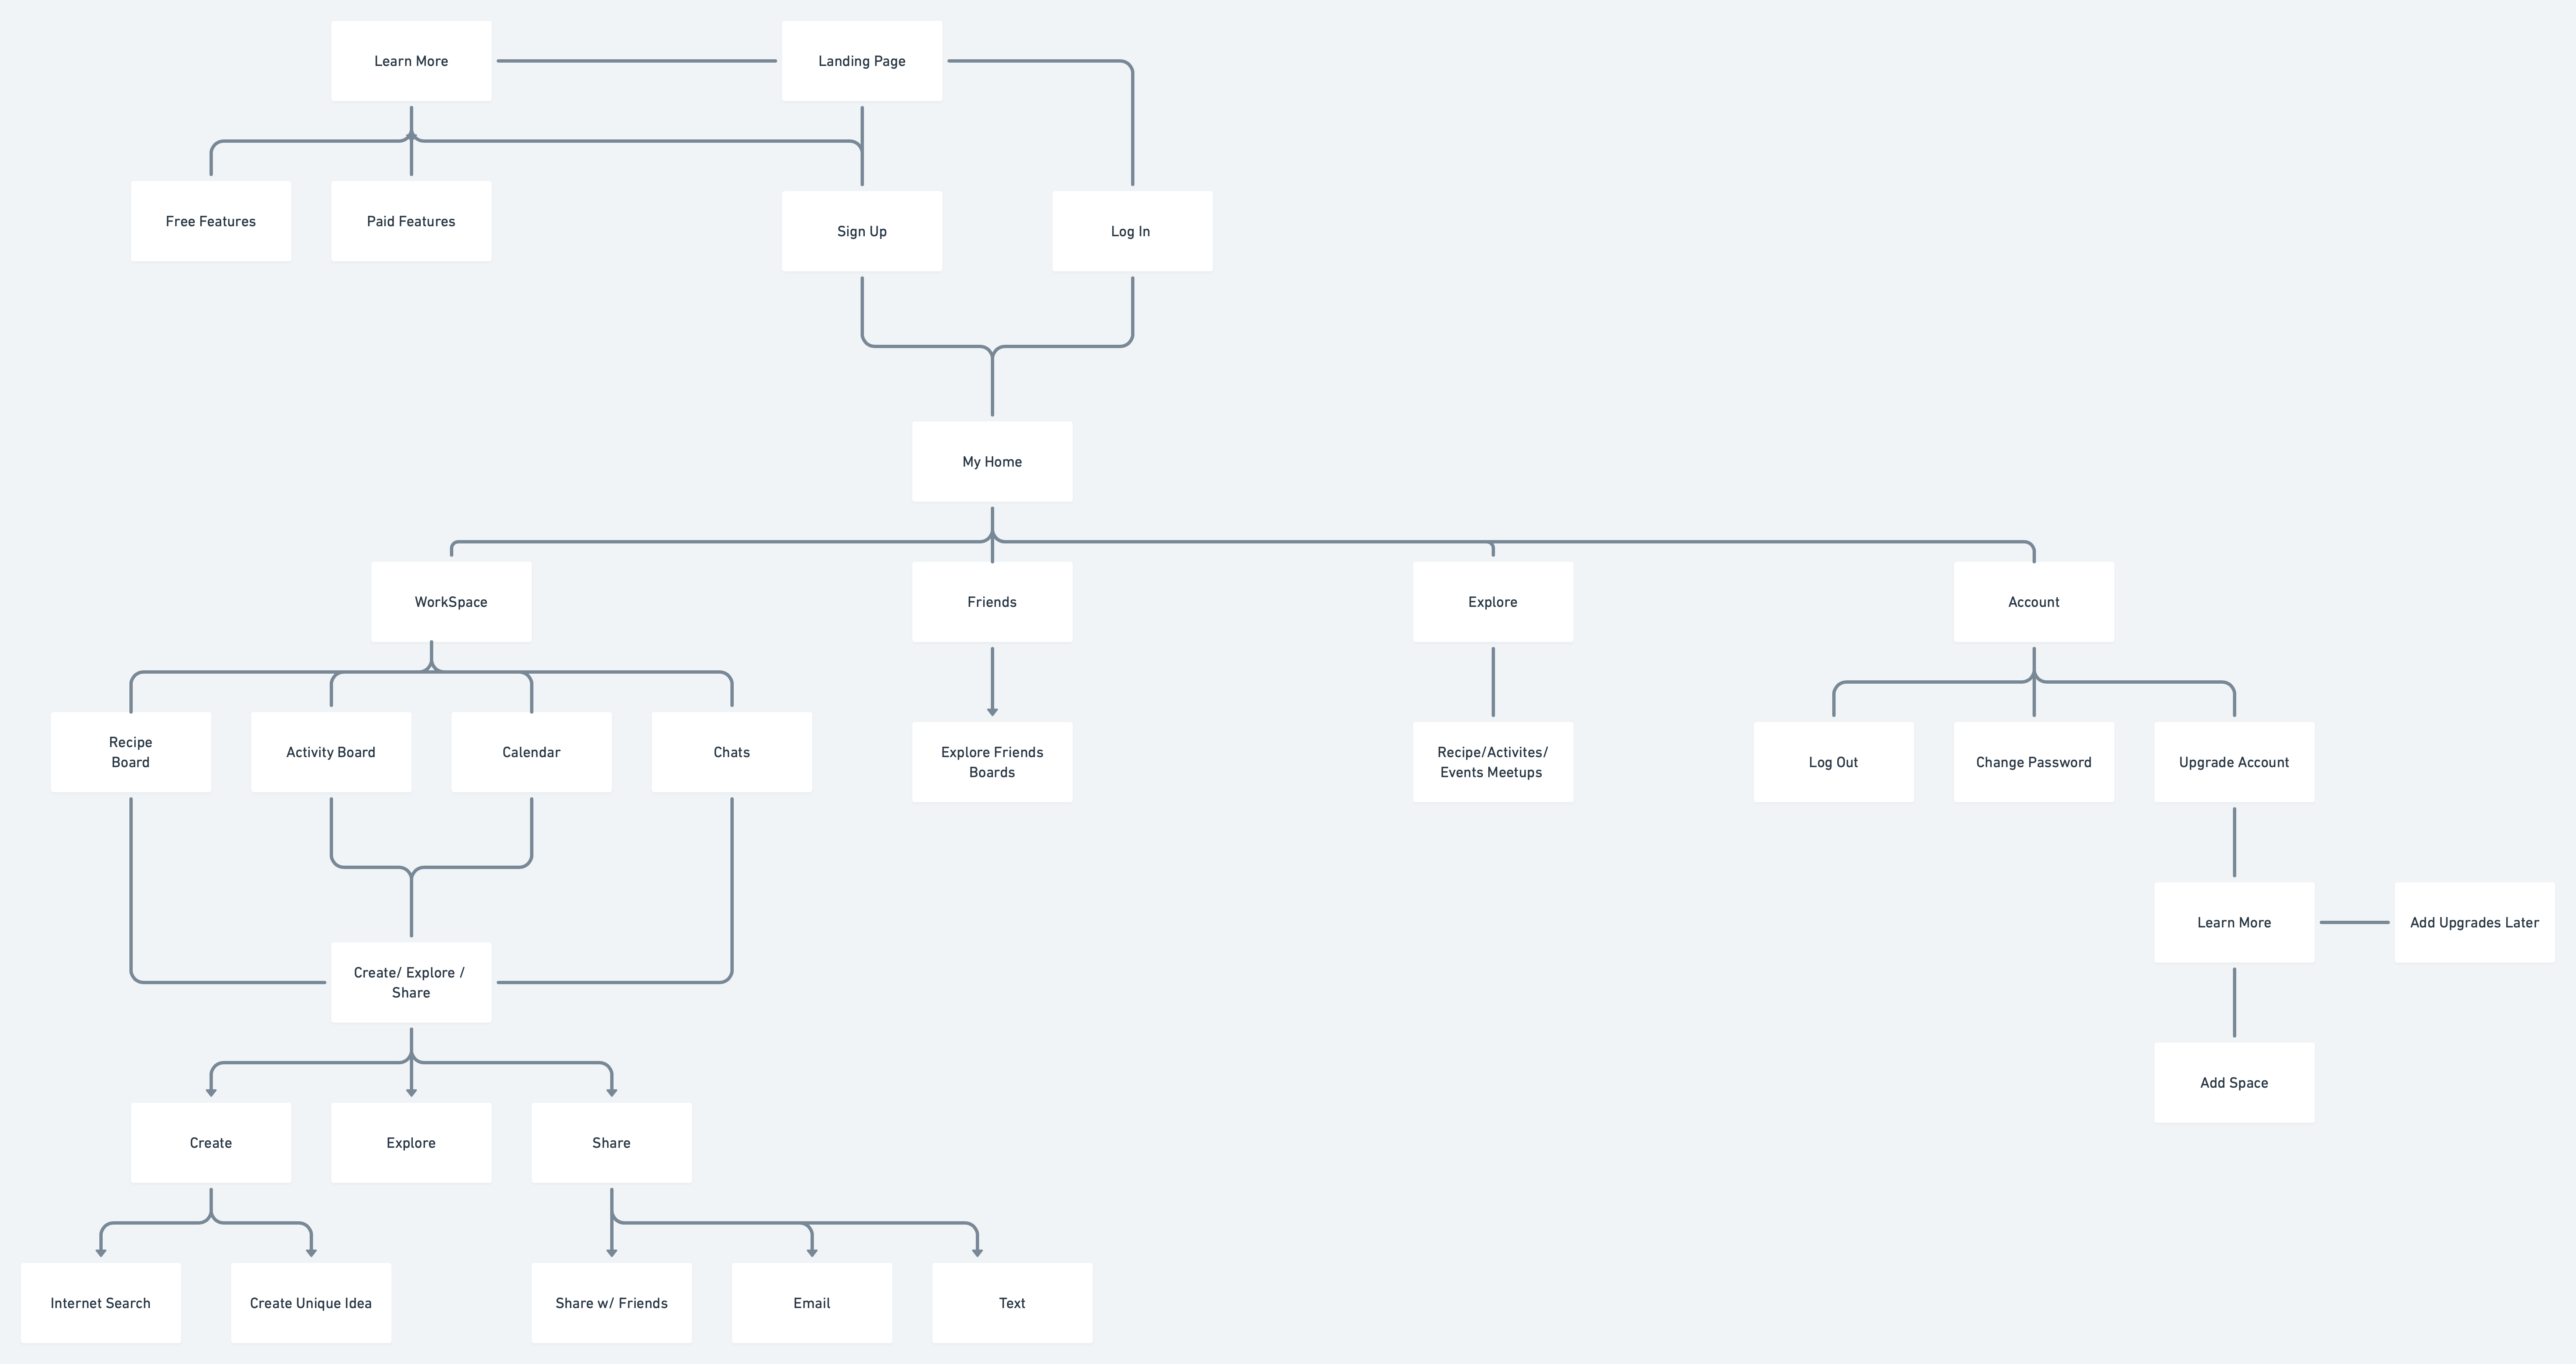 Learn More
Landing Page
Free Features
Paid Features
Sign Up
Log In
My Home
WorkSpace
Friends
Explore
Account
Recipe
Board
Activity Board
Calendar
Chats
Explore Friends
Boards
Recipe/Activites/
Events Meetups
Log Out
Change Password
Upgrade Account
Learn More
Add Upgrades Later
Create/ Explore /
Share
Add Space
Create
Explore
Share
Internet Search
Create Unique Idea
Share w/ Friends
Email
Text